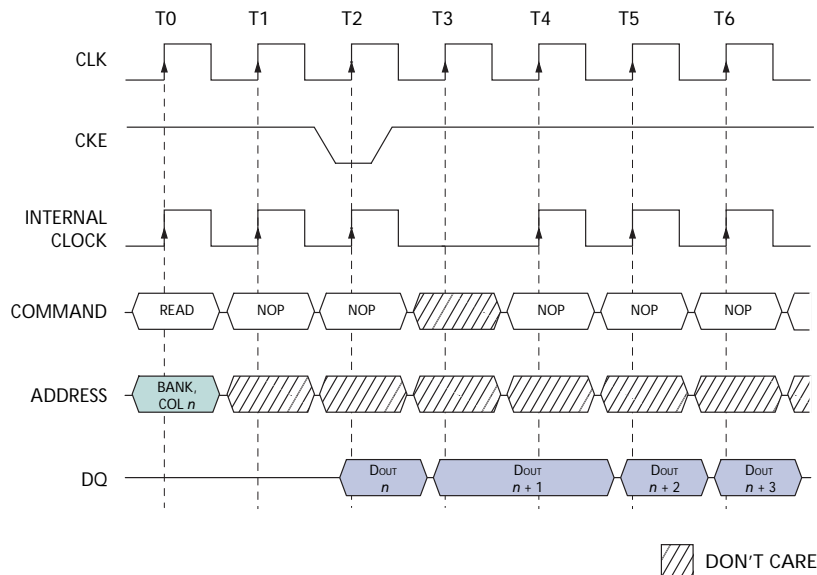 T0 T1 T2 T3 T4 T5 T6
CLK
CKE
INTERNAL
CLOCK
COMMAND READ NOP NOP NOP NOP NOP
ADDRESS
BANK,
COL n
DQ
DOUT
n
DOUT
n + 1
DOUT
n + 2
DOUT
n + 3
DON'T CARE